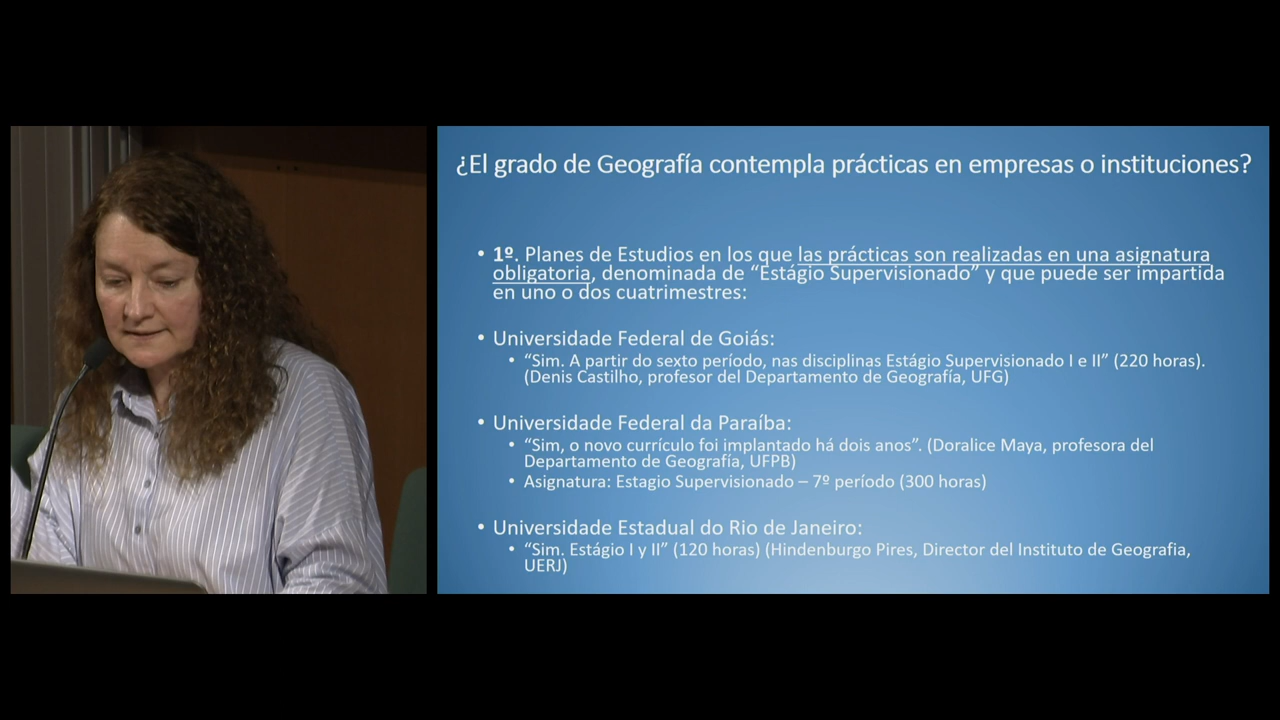 ¿El grado de Geografía contempla prácticas en empresas o instituciones?
• 1º. Planes de Estudios en los que las prácticas son realizadas en una asignatura
obligatoria, denominada de “Estágio Supervisionado” y que puede ser impartida
en uno o dos cuatrimestres:
• Universidade Federal de Goiás:
• “Sim. A partir do sexto período, nas disciplinas Estágio Supervisionado I e II” (220 horas).
(Denis Castilho, profesor del Departamento de Geografía, UFG)
• Universidade Federal da Paraíba:
• “Sim, o novo currículo foi implantado há dois anos”. (Doralice Maya, profesora del
Departamento de Geografía, UFPB)
• Asignatura: Estagio Supervisionado – 7º período (300 horas)
• Universidade Estadual do Rio de Janeiro:
• “Sim. Estágio I y II” (120 horas) (Hindenburgo Pires, Director del Instituto de Geografia,
UERJ)